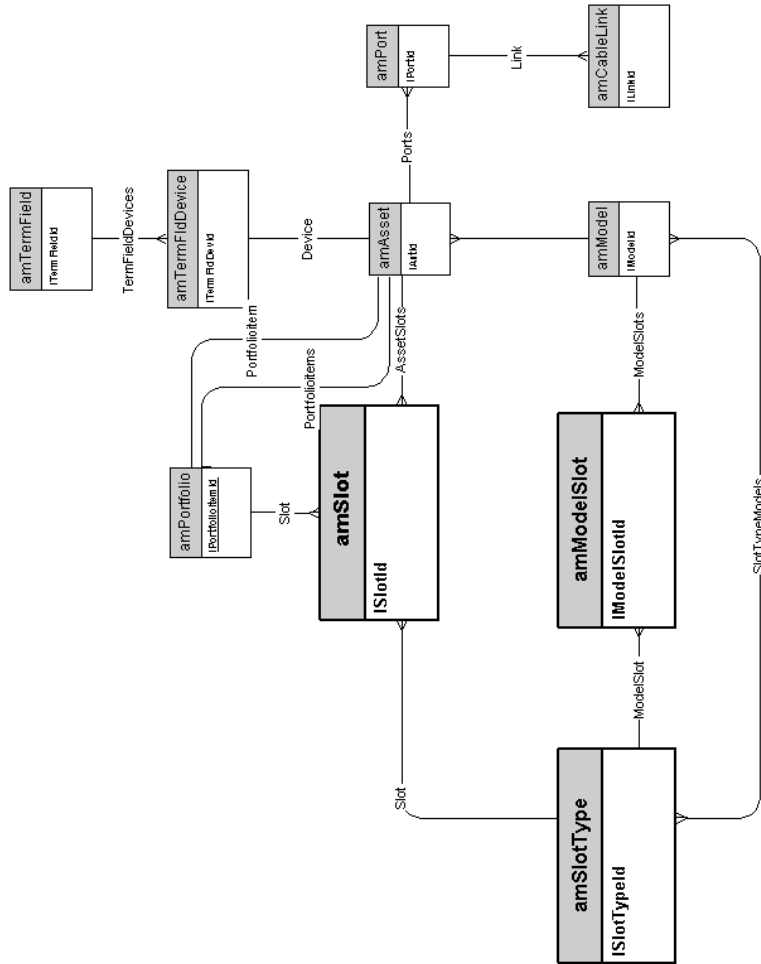 amTermField
lTermFieldId
TermFieldDevices
amPortfolio
lPortfolioItemId
amTermFldDevice
lTermFldDevId
Portfolioitem
Slot
Portfolioitems
Device
amSlot
lSlotId
amAsset
lAstId
amPort
lPortId
Slot
AssetSlots
Ports
Link
amSlotType
lSlotTypeId
amModelSlot
lModelSlotId
amModel
lModelId
amCableLink
lLinkId
ModelSlot
ModelSlots
SlotTypeModels